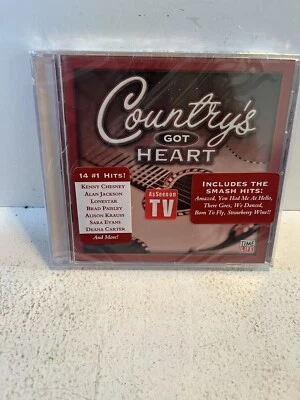 Country's
GOT
HEART
14 #1 HITS!
KENNY CHESNEY
ALAN JACKSON
LONESTAR
BRAD PAISLEY
ALISON KRAUSS
SARA EVANS
DEANA CARTER
And More!
As Seen on
TV
INCLUDES THE
SMASH HITS:
Amazed, You Had Me At Hello,
There Goes, We Danced,
Born To Fly, Strawberry Wine!!
TIME
LIFE